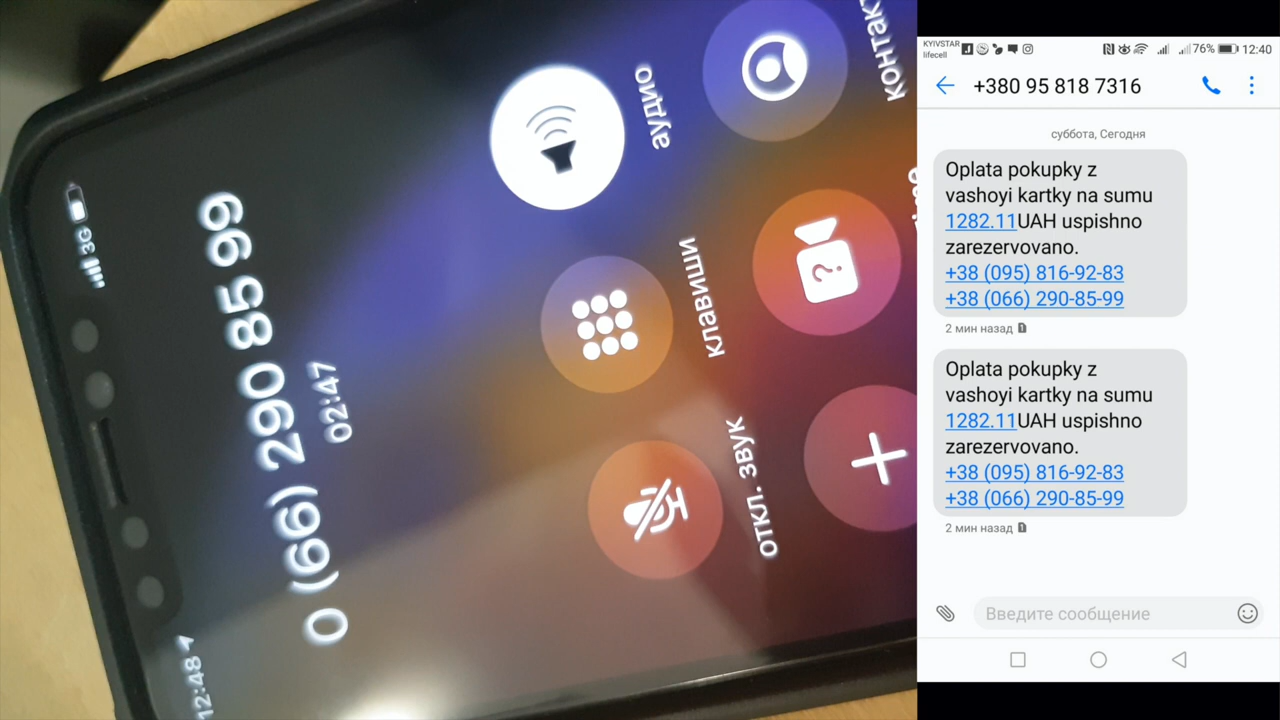 12:48
3G
0 (66) 290 85 99
02:47
откл. звук
клавиши
аудио
контак
KYIVSTAR
lifecell
76%
12:40
+380 95 818 7316
суббота, Сегодня
Oplata pokupky z
vashoyi kartky na sumu
1282.11UAH uspishno
zarezervovano.
+38 (095) 816-92-83
+38 (066) 290-85-99
2 мин назад
Oplata pokupky z
vashoyi kartky na sumu
1282.11UAH uspishno
zarezervovano.
+38 (095) 816-92-83
+38 (066) 290-85-99
2 мин назад
Введите сообщение